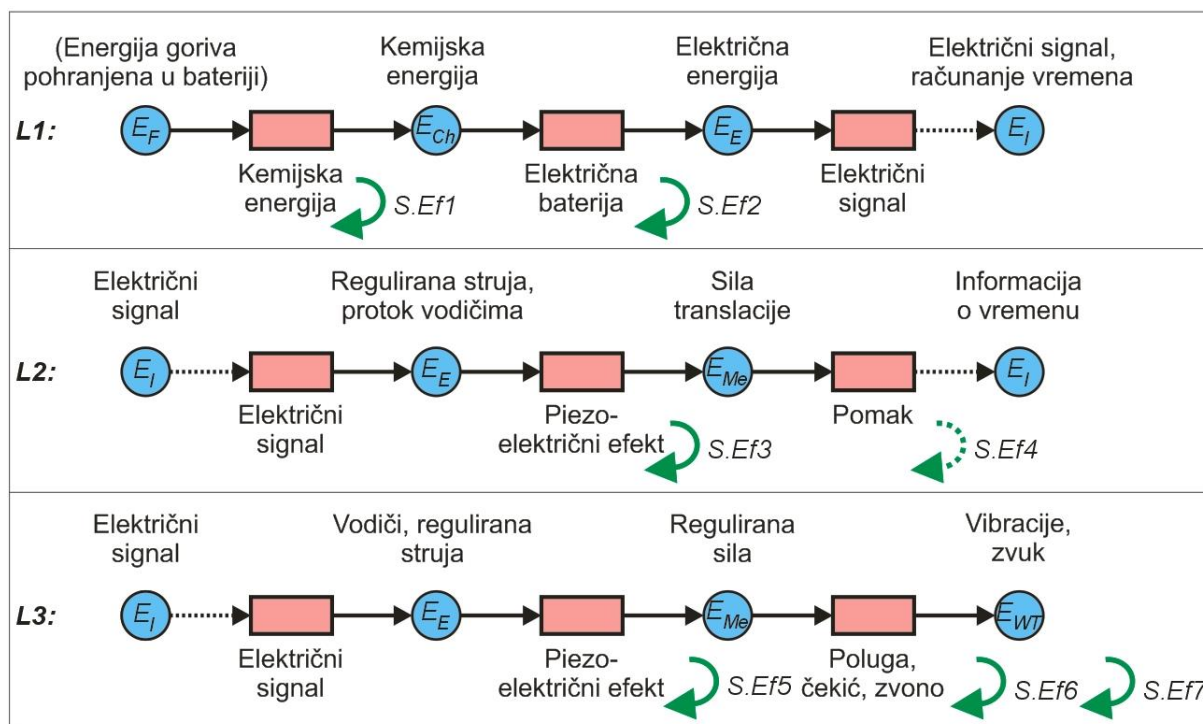 (Energija goriva
pohranjena u bateriji)
Kemijska
energija
Električna
energija
Električni signal,
računanje vremena
L1:
E_F
E_Ch
E_E
E_I
Kemijska
energija
S.Ef1
Električna
baterija
S.Ef2
Električni
signal
Električni
signal
Regulirana struja,
protok vodičima
Sila
translacije
Informacija
o vremenu
L2:
E_I
E_E
E_Me
E_I
Električni
signal
Piezo-
električni efekt
S.Ef3
Pomak
S.Ef4
Električni
signal
Vodiči, regulirana
struja
Regulirana
sila
Vibracije,
zvuk
L3:
E_I
E_E
E_Me
E_WT
Električni
signal
Piezo-
električni efekt
S.Ef5
Poluga,
čekić, zvono
S.Ef6
S.Ef7